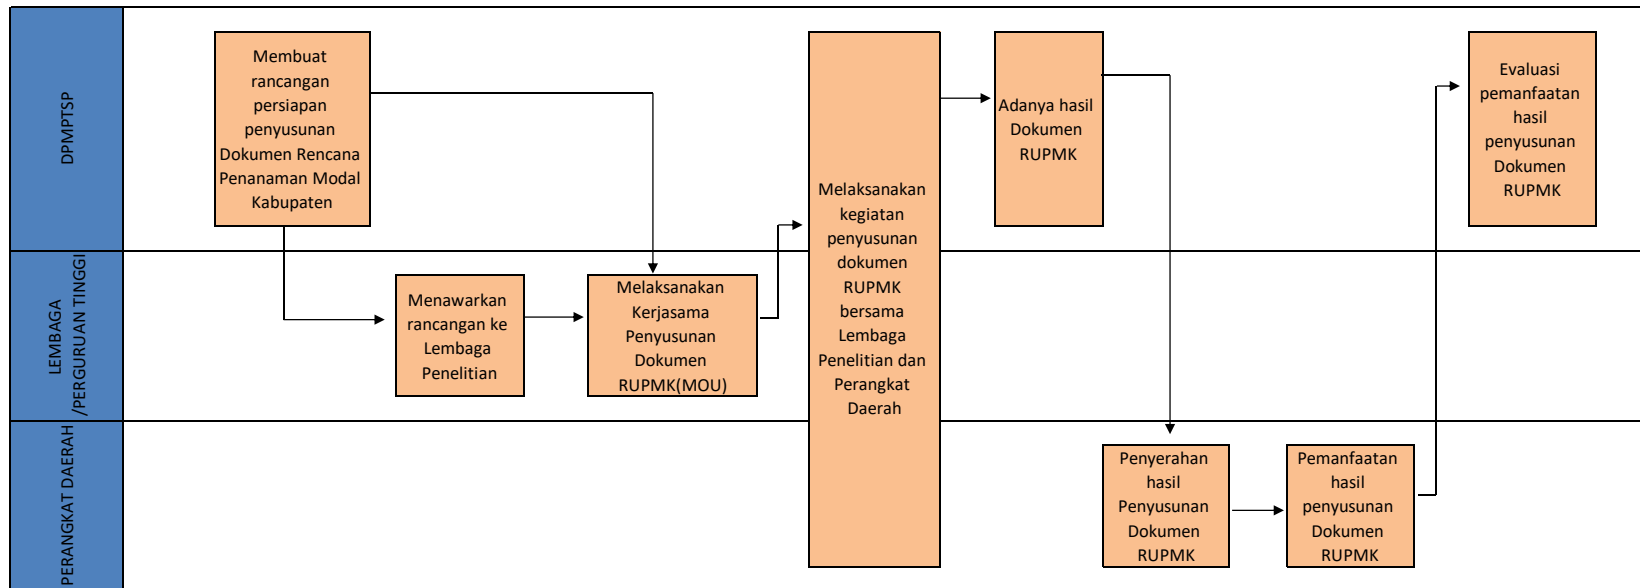 DPMPTSP
Membuat
rancangan
persiapan
penyusunan
Dokumen Rencana
Penanaman Modal
Kabupaten
Adanya hasil
Dokumen
RUPMK
Evaluasi
pemanfaatan
hasil
penyusunan
Dokumen
RUPMK
LEMBAGA
/PERGURUAN TINGGI
Menawarkan
rancangan ke
Lembaga
Penelitian
Melaksanakan
Kerjasama
Penyusunan
Dokumen
RUPMK(MOU)
Melaksanakan
kegiatan
penyusunan
dokumen
RUPMK
bersama
Lembaga
Penelitian dan
Perangkat
Daerah
PERANGKAT DAERAH
Penyerahan
hasil
Penyusunan
Dokumen
RUPMK
Pemanfaatan
hasil
penyusunan
Dokumen
RUPMK